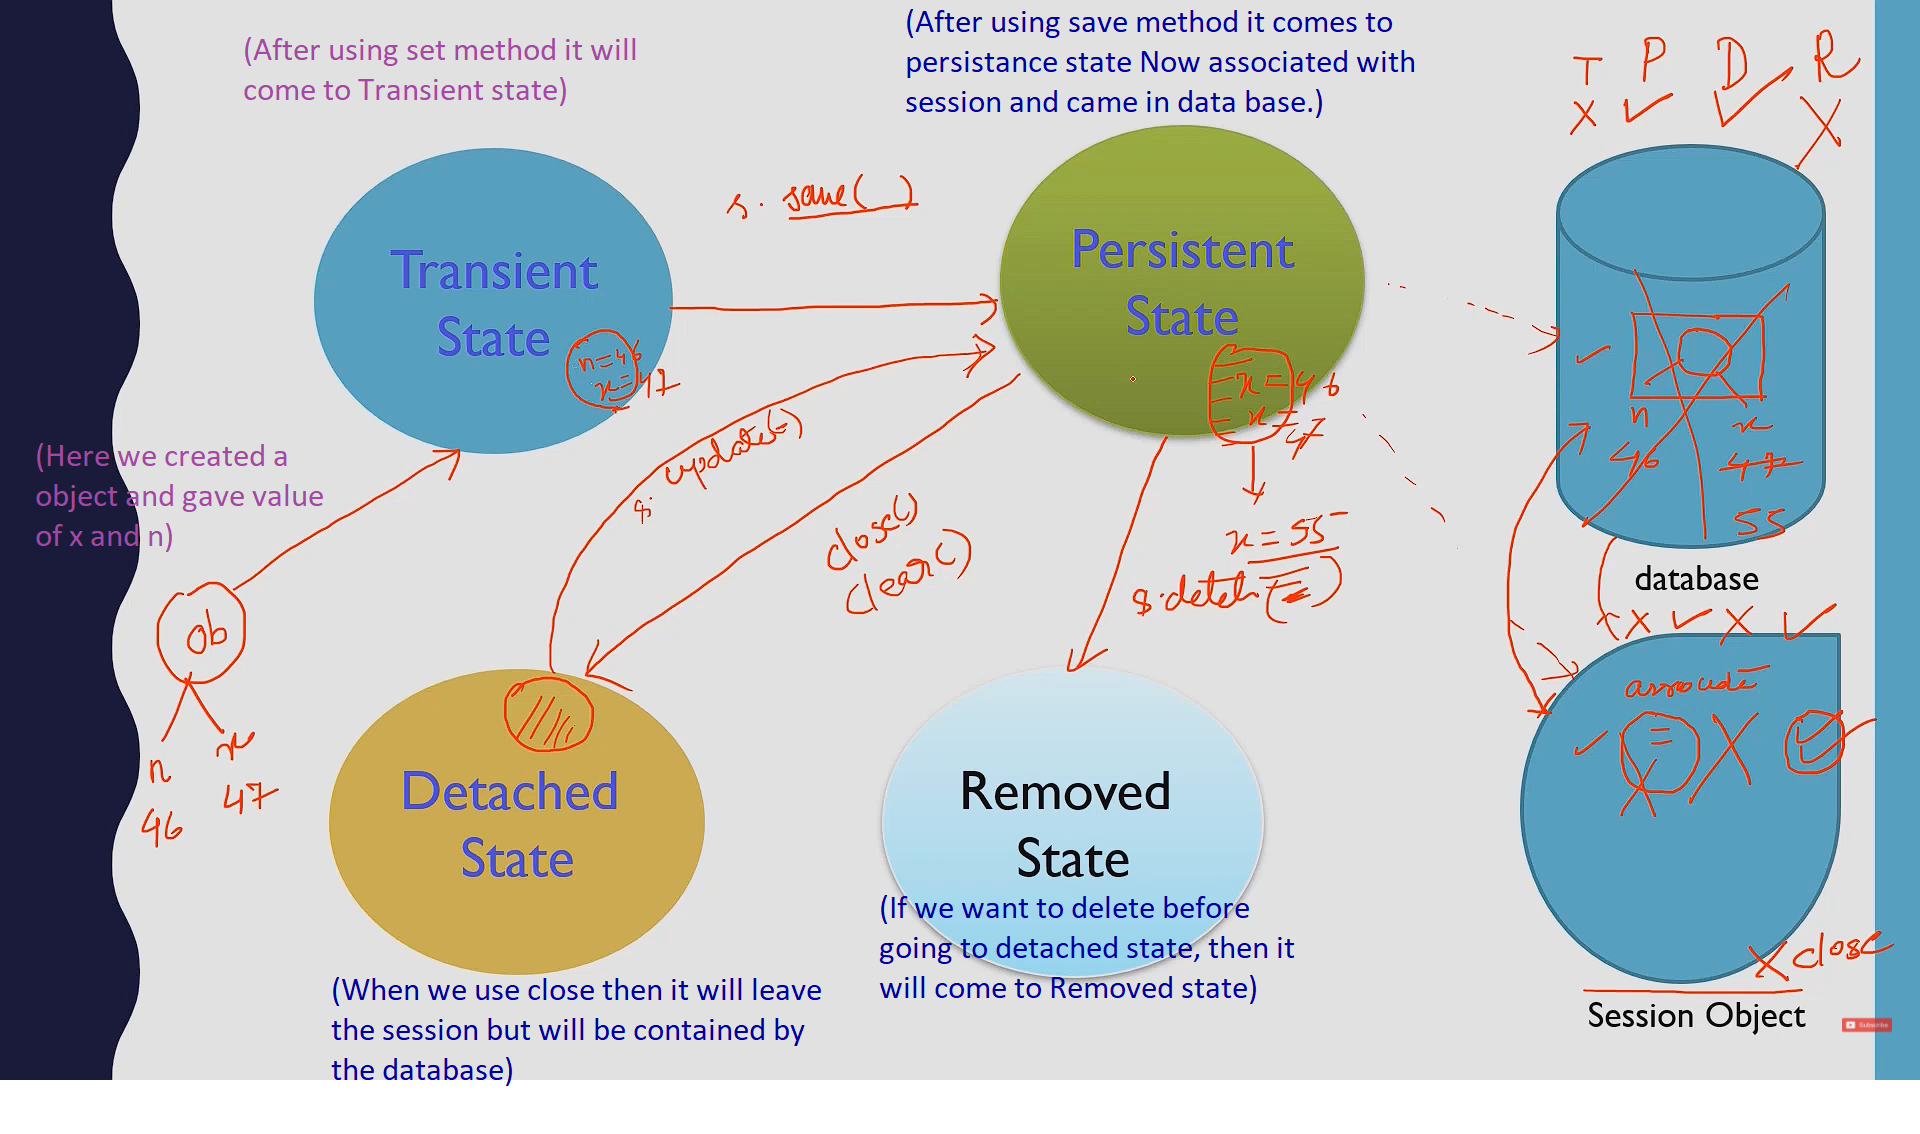 (After using set method it will
come to Transient state)
(After using save method it comes to
persistance state Now associated with
session and came in data base.)
T P D R
X
s. save( )
Transient
State
n=46
x=47
Persistent
State
x=46
x=47
n x
46 47
55
(Here we created a
object and gave value
of x and n)
s. update(-)
close()
clear()
x=55
database
ob
n x
46 47
Detached
State
Removed
State
(When we use close then it will leave
the session but will be contained by
the database)
(If we want to delete before
going to detached state, then it
will come to Removed state)
X close
Session Object
Subscribe